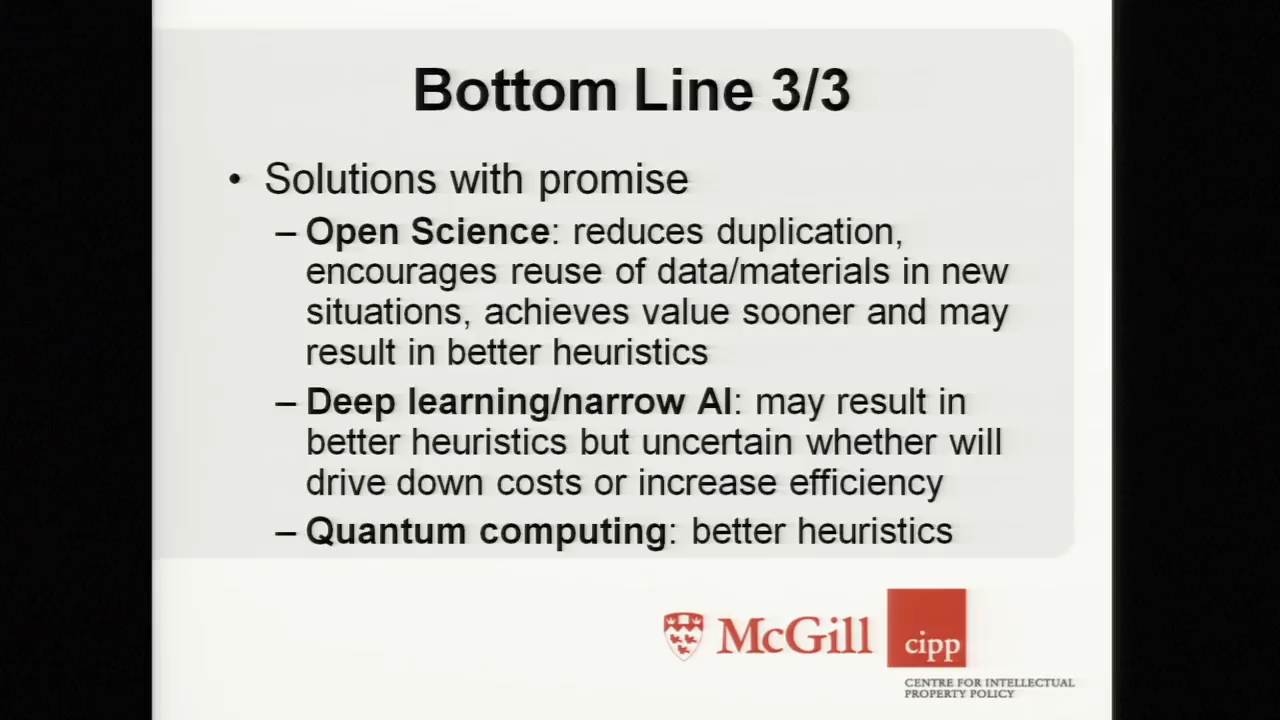 Bottom Line 3/3
• Solutions with promise
– Open Science: reduces duplication,
encourages reuse of data/materials in new
situations, achieves value sooner and may
result in better heuristics
– Deep learning/narrow AI: may result in
better heuristics but uncertain whether will
drive down costs or increase efficiency
– Quantum computing: better heuristics
McGill
cipp
CENTRE FOR INTELLECTUAL
PROPERTY POLICY